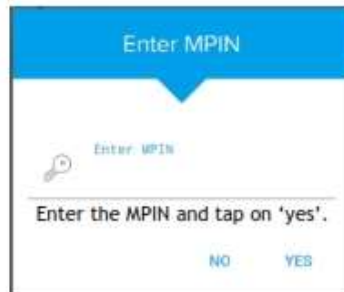 Enter MPIN
Enter MPIN
Enter the MPIN and tap on ‘yes’.
NO YES